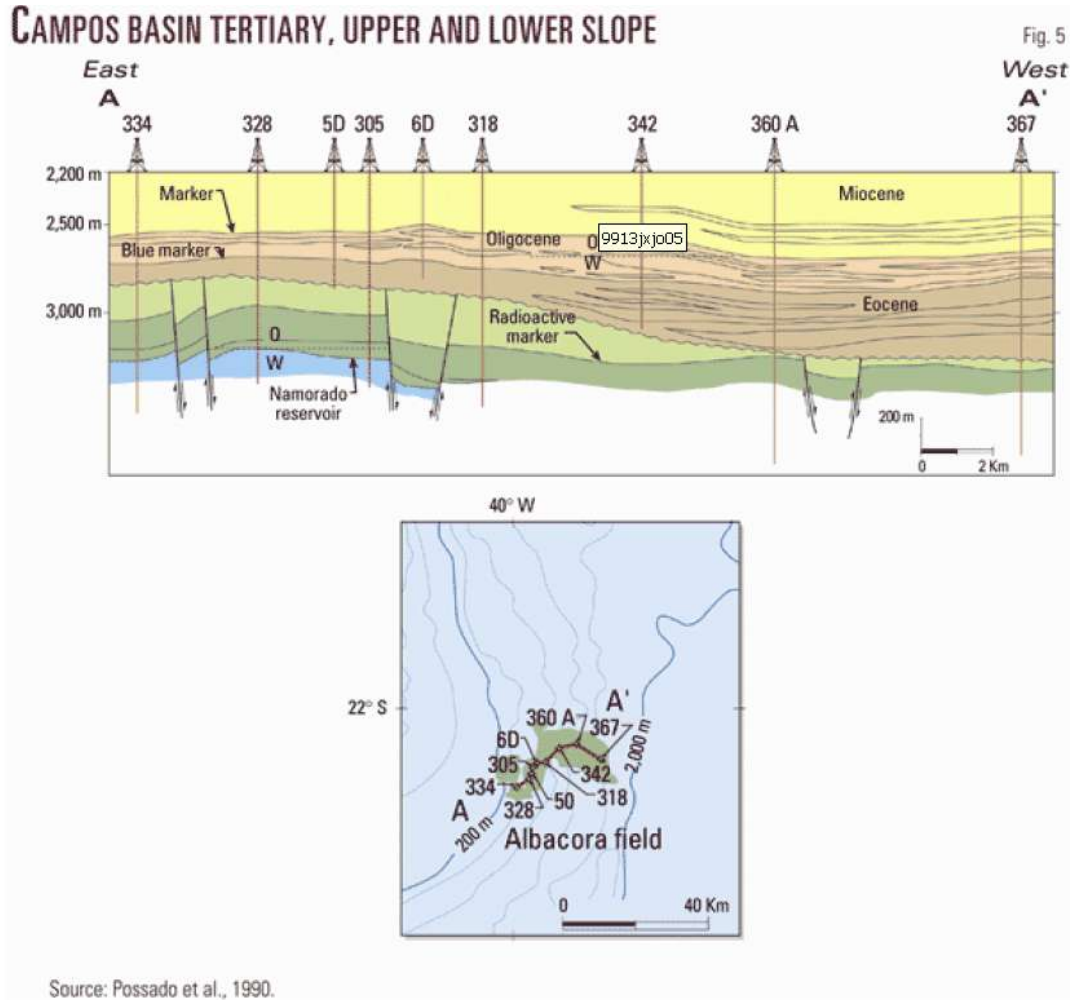 CAMPOS BASIN TERTIARY, UPPER AND LOWER SLOPE
Fig. 5
East
West
A
A'
334 328 5D 305 6D 318 342 360 A 367
2,200 m
Marker
Miocene
2,500 m
Oligocene
O
9913jxjo05
Blue marker
W
3,000 m
Eocene
Radioactive
marker
O
W
Namorado
reservoir
200 m
0 2 Km
40° W
22° S
A'
360 A
367
6D
305
342
2,000 m
334
318
50
A
328
200 m
Albacora field
0 40 Km
Source: Possado et al., 1990.